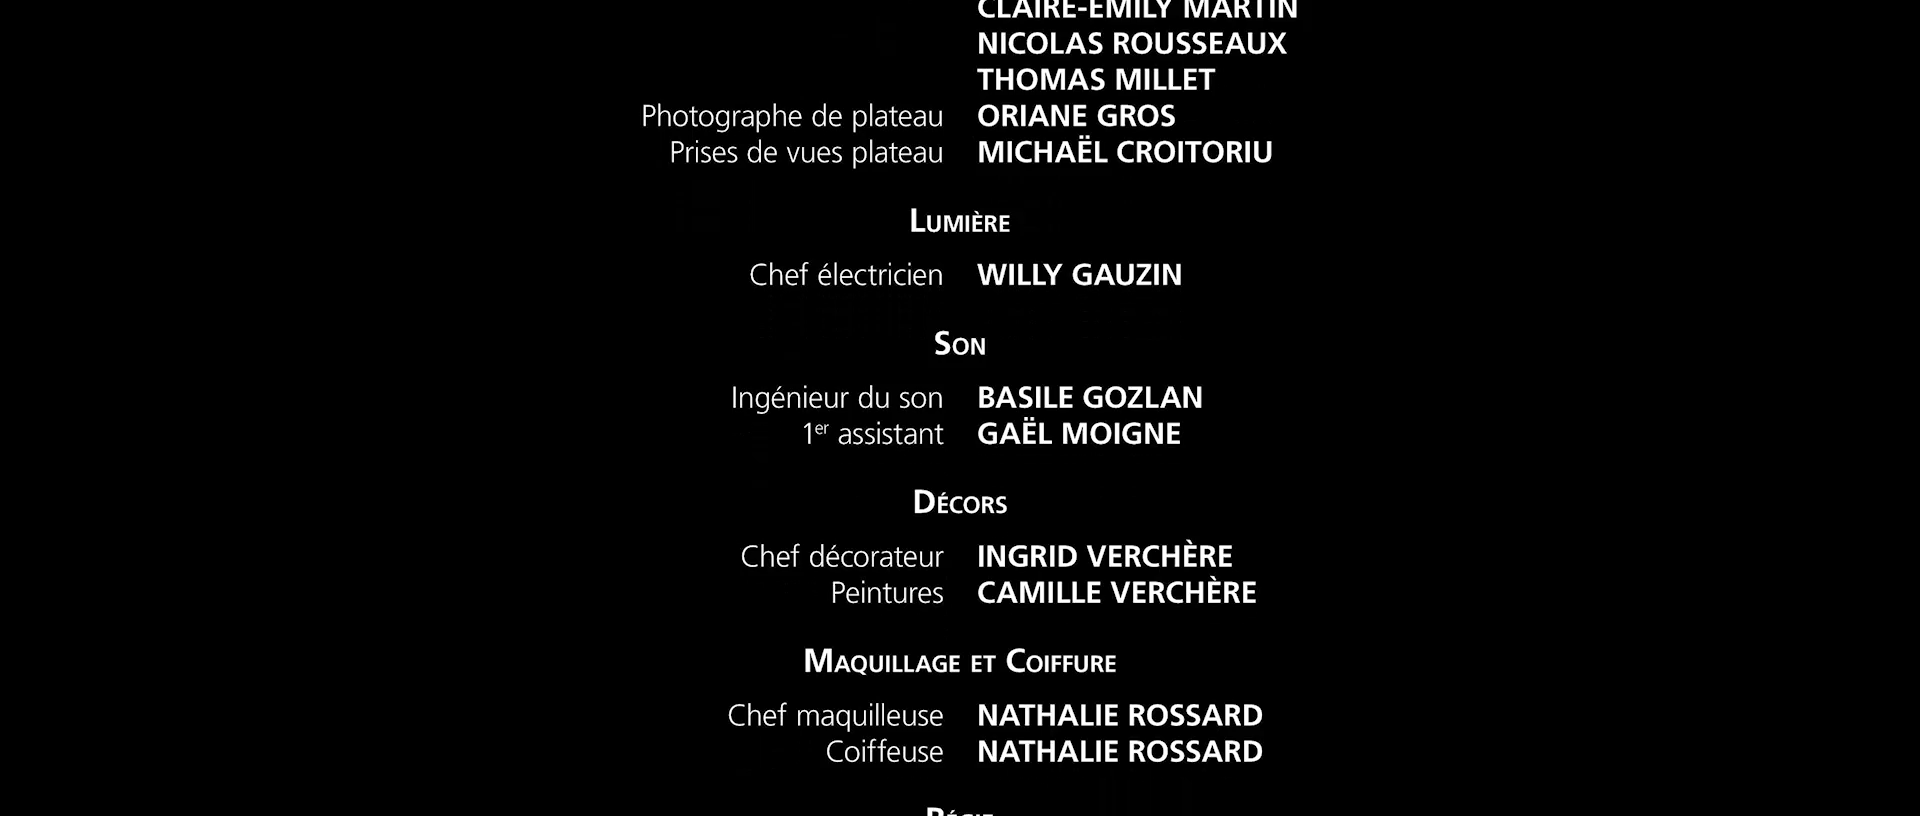 CLAIRE-EMILY MARTIN
NICOLAS ROUSSEAUX
THOMAS MILLET
Photographe de plateau ORIANE GROS
Prises de vues plateau MICHAËL CROITORIU
Lumière
Chef électricien WILLY GAUZIN
Son
Ingénieur du son BASILE GOZLAN
1er assistant GAËL MOIGNE
Décors
Chef décorateur INGRID VERCHÈRE
Peintures CAMILLE VERCHÈRE
Maquillage et Coiffure
Chef maquilleuse NATHALIE ROSSARD
Coiffeuse NATHALIE ROSSARD
Régie